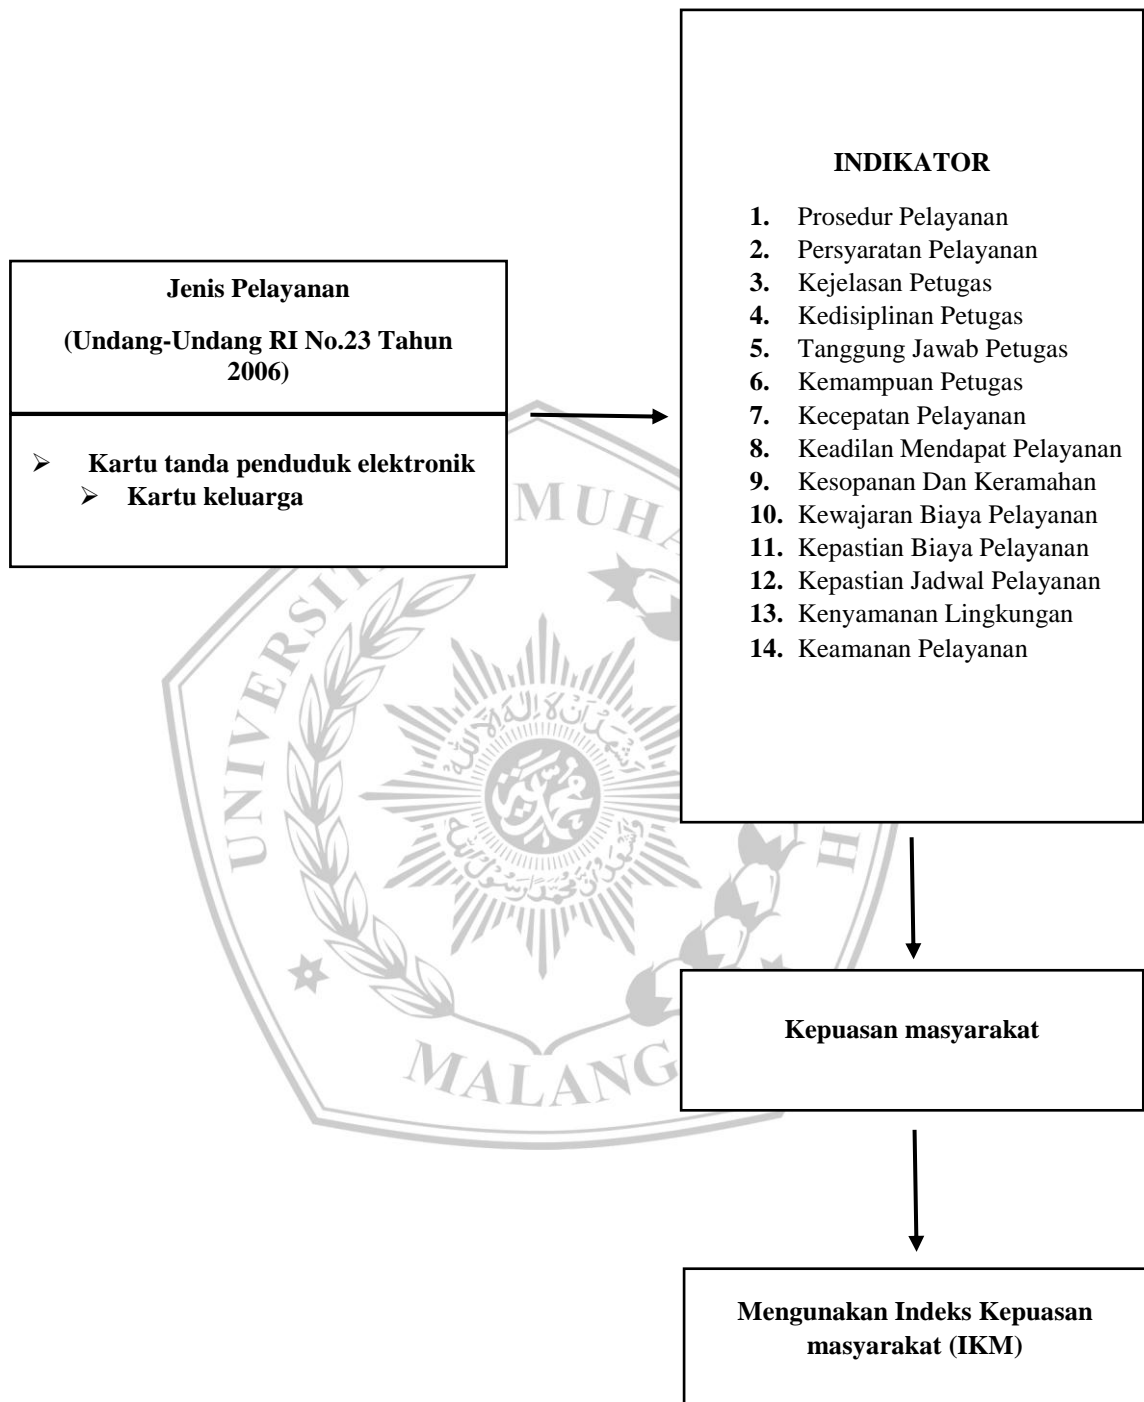 Jenis Pelayanan
(Undang-Undang RI No.23 Tahun
2006)
➢ Kartu tanda penduduk elektronik
➢ Kartu keluarga
INDIKATOR
1. Prosedur Pelayanan
2. Persyaratan Pelayanan
3. Kejelasan Petugas
4. Kedisiplinan Petugas
5. Tanggung Jawab Petugas
6. Kemampuan Petugas
7. Kecepatan Pelayanan
8. Keadilan Mendapat Pelayanan
9. Kesopanan Dan Keramahan
10. Kewajaran Biaya Pelayanan
11. Kepastian Biaya Pelayanan
12. Kepastian Jadwal Pelayanan
13. Kenyamanan Lingkungan
14. Keamanan Pelayanan
Kepuasan masyarakat
Mengunakan Indeks Kepuasan
masyarakat (IKM)
MALANG